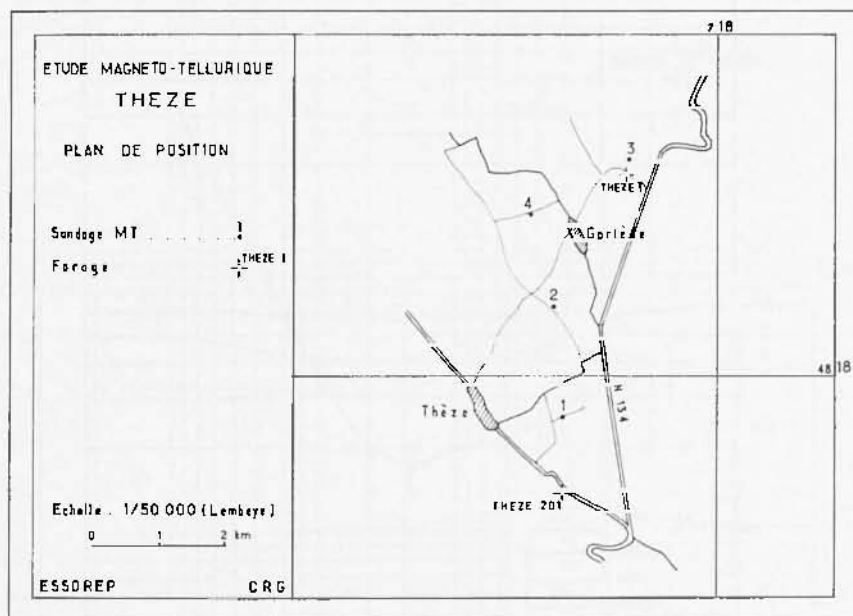 ETUDE MAGNETO-TELLURIQUE
THEZE
PLAN DE POSITION
Sondage MT 1
Forage THEZE 1
Echelle . 1/50 000 (Lembeye)
0 1 2 km
ESSOREP CRG
7 18
3
THEZE 1
4
Garlède
2
48 18
N 134
Thèze
1
THEZE 201